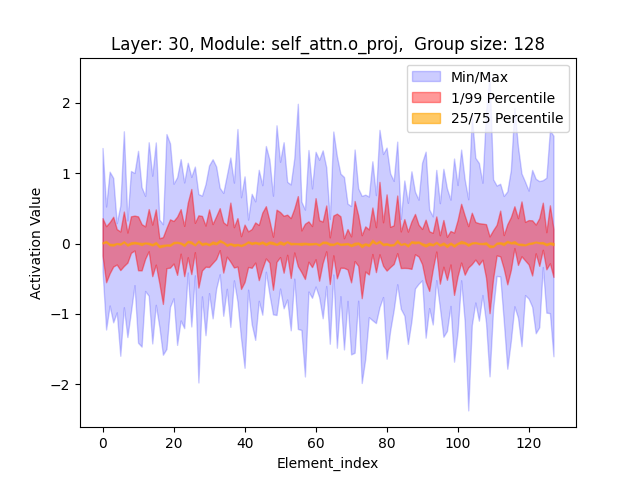 Layer: 30, Module: self_attn.o_proj,  Group size: 128
Min/Max
1/99 Percentile
25/75 Percentile
Activation Value
2
1
0
−1
−2
0 20 40 60 80 100 120
Element_index